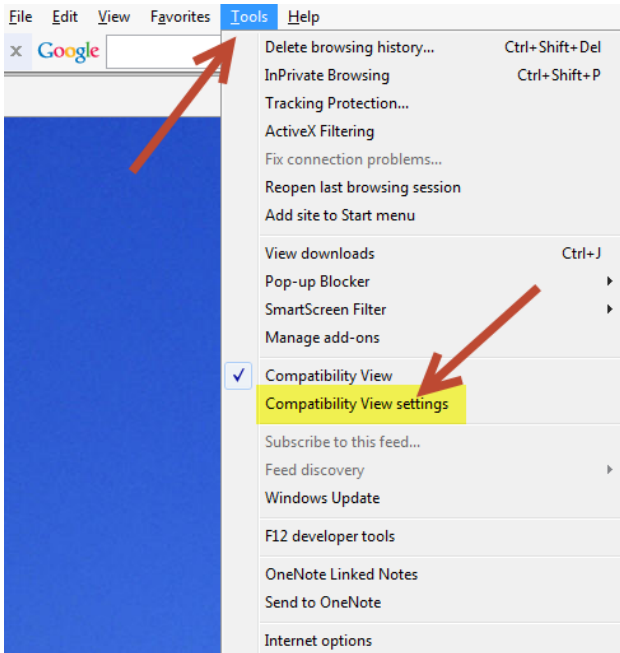 File Edit View Favorites Tools Help
x Google
Delete browsing history... Ctrl+Shift+Del
InPrivate Browsing Ctrl+Shift+P
Tracking Protection...
ActiveX Filtering
Fix connection problems...
Reopen last browsing session
Add site to Start menu
View downloads Ctrl+J
Pop-up Blocker
SmartScreen Filter
Manage add-ons
Compatibility View
Compatibility View settings
Subscribe to this feed...
Feed discovery
Windows Update
F12 developer tools
OneNote Linked Notes
Send to OneNote
Internet options